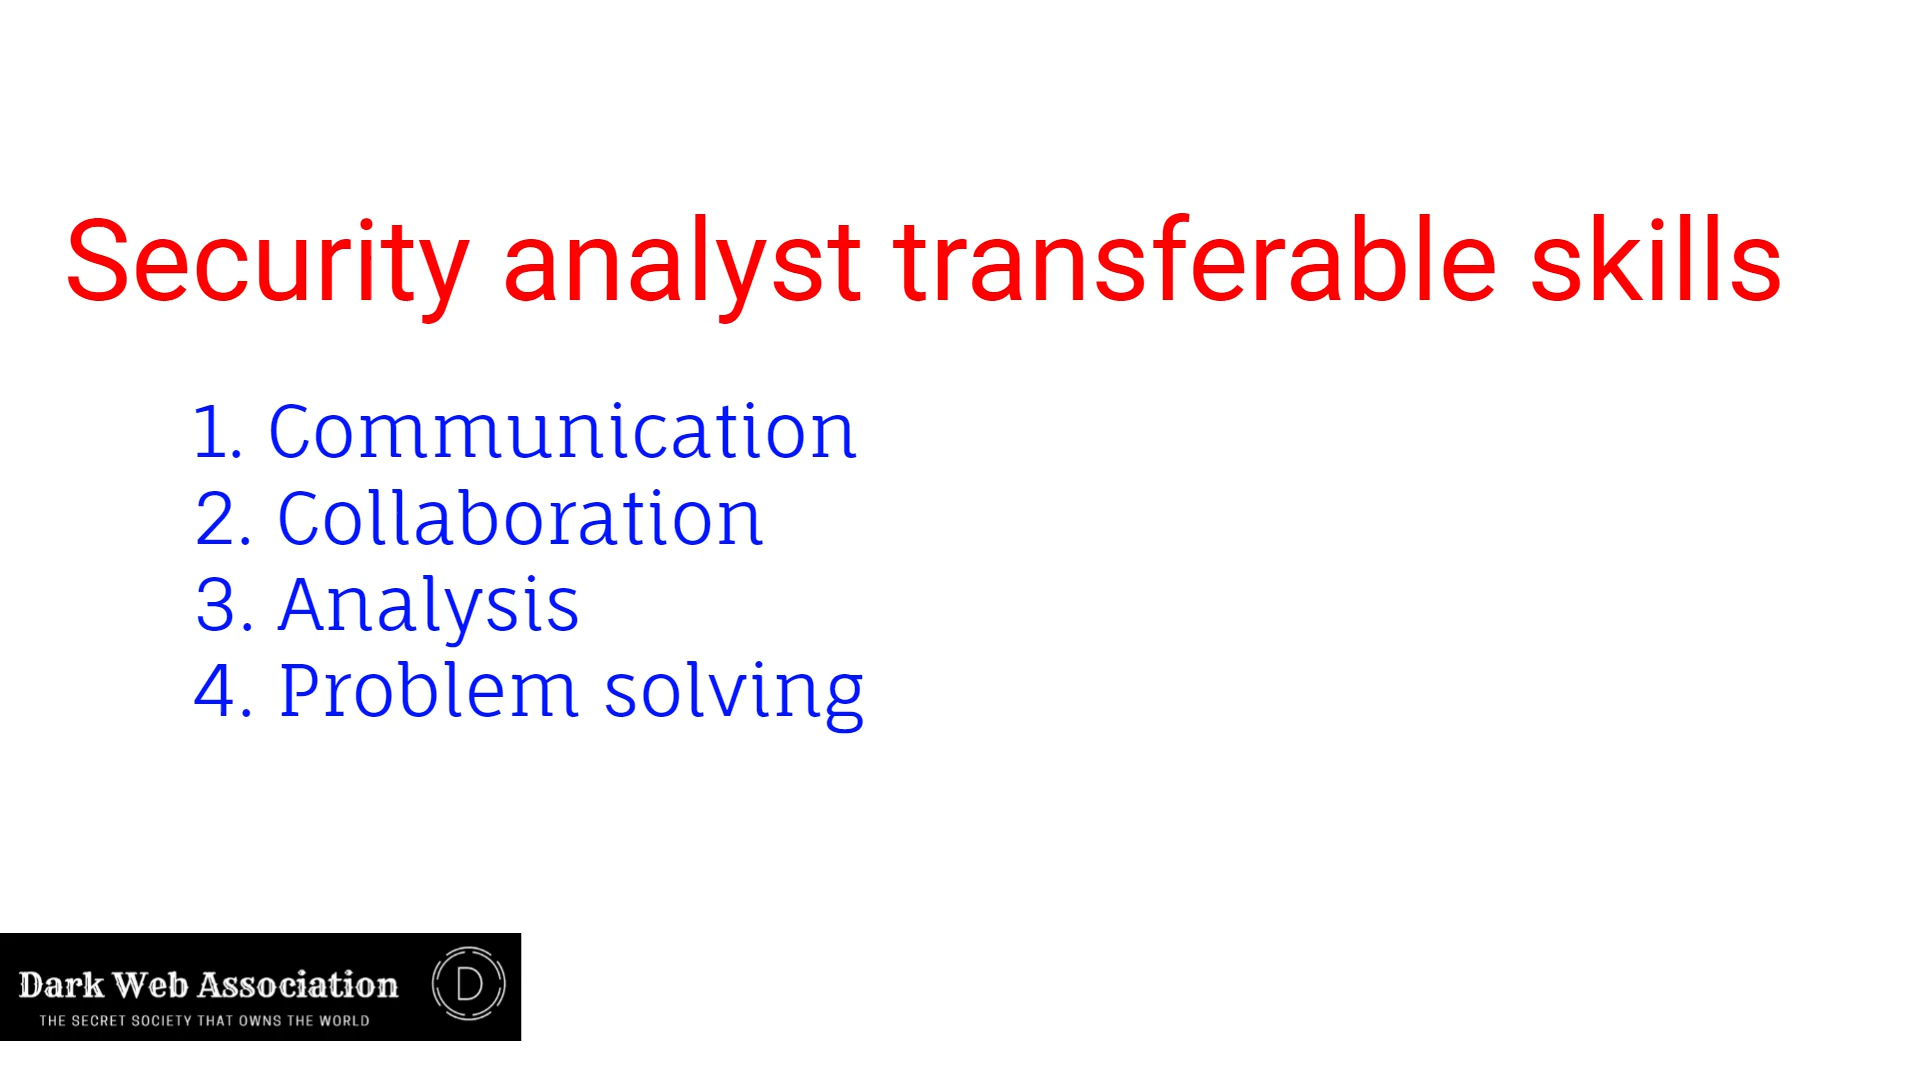 Security analyst transferable skills
1. Communication
2. Collaboration
3. Analysis
4. Problem solving
Dark Web Association
D
THE SECRET SOCIETY THAT OWNS THE WORLD